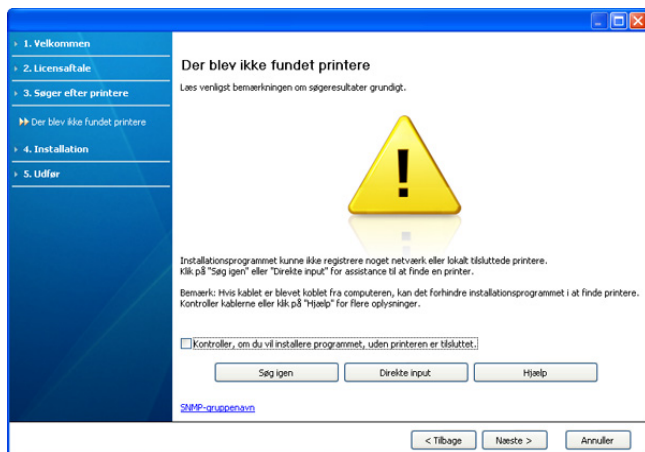 1. Velkommen
2. Licensaftale
3. Søger efter printere
Der blev ikke fundet printere
4. Installation
5. Udfør
Der blev ikke fundet printere
Læs venligst bemærkningen om søgeresultater grundigt.
Installationsprogrammet kunne ikke registrere noget netværk eller lokalt tilsluttede printere.
Klik på "Søg igen" eller "Direkte input" for assistance til at finde en printer.
Bemærk: Hvis kablet er blevet koblet fra computeren, kan det forhindre installationsprogrammet i at finde printere.
Kontroller kablerne eller klik på "Hjælp" for flere oplysninger.
Kontroller, om du vil installere programmet, uden printeren er tilsluttet.
Søg igen
Direkte input
Hjælp
SNMP-gruppenavn
< Tilbage
Næste >
Annuller